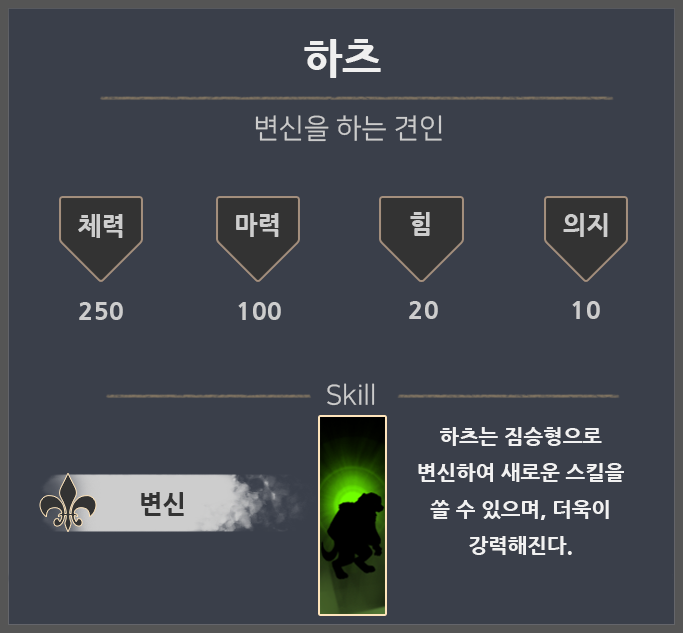 하츠
변신을 하는 견인
체력 마력 힘 의지
250 100 20 10
Skill
변신
하츠는 짐승형으로
변신하여 새로운 스킬을
쓸 수 있으며, 더욱이
강력해진다.